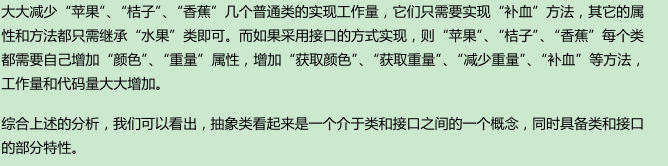 大大减少“苹果”、“桔子”、“香蕉”几个普通类的实现工作量，它们只需要实现“补血”方法，其它的属
性和方法都只需继承“水果”类即可。而如果采用接口的方式实现，则“苹果”、“桔子”、“香蕉”每个类
都需要自己增加“颜色”、“重量”属性，增加“获取颜色”、“获取重量”、“减少重量”、“补血”等方法，
工作量和代码量大大增加。
综合上述的分析，我们可以看出，抽象类看起来是一个介于类和接口之间的一个概念，同时具备类和接口
的部分特性。